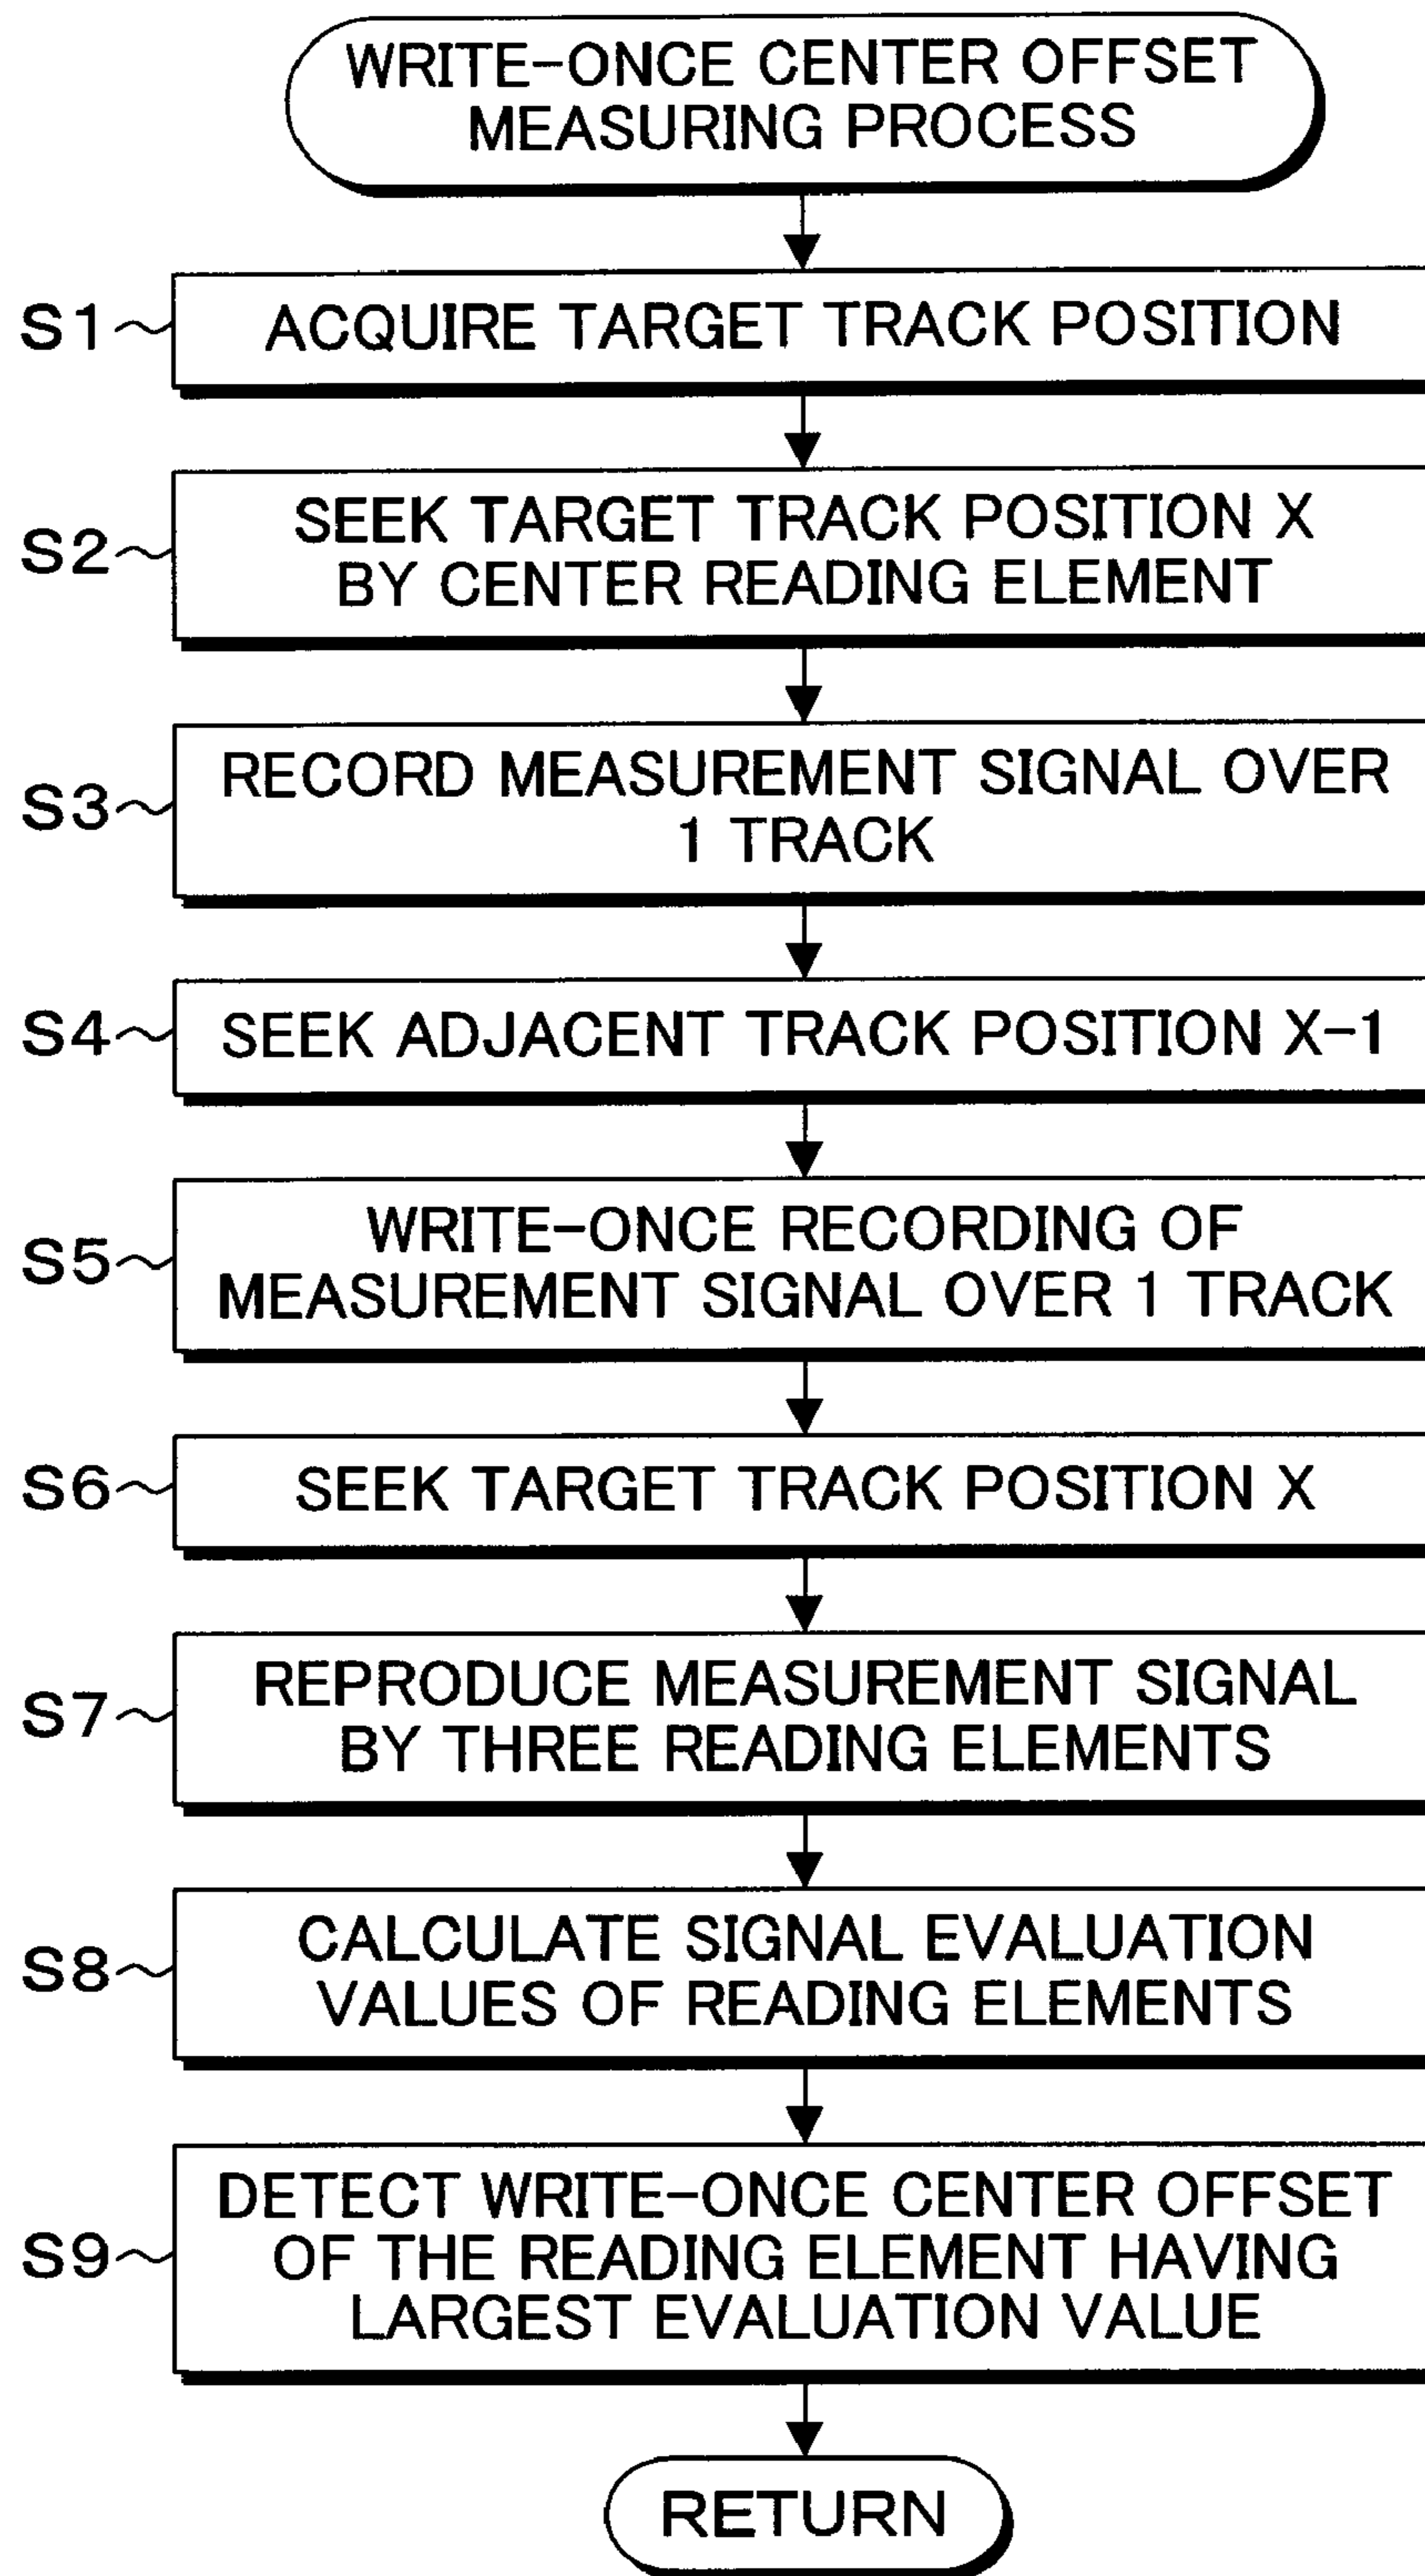 WRITE-ONCE CENTER OFFSET
MEASURING PROCESS
S1
ACQUIRE TARGET TRACK POSITION
S2
SEEK TARGET TRACK POSITION X
BY CENTER READING ELEMENT
S3
RECORD MEASUREMENT SIGNAL OVER
1 TRACK
S4
SEEK ADJACENT TRACK POSITION X-1
S5
WRITE-ONCE RECORDING OF
MEASUREMENT SIGNAL OVER 1 TRACK
S6
SEEK TARGET TRACK POSITION X
S7
REPRODUCE MEASUREMENT SIGNAL
BY THREE READING ELEMENTS
S8
CALCULATE SIGNAL EVALUATION
VALUES OF READING ELEMENTS
S9
DETECT WRITE-ONCE CENTER OFFSET
OF THE READING ELEMENT HAVING
LARGEST EVALUATION VALUE
RETURN